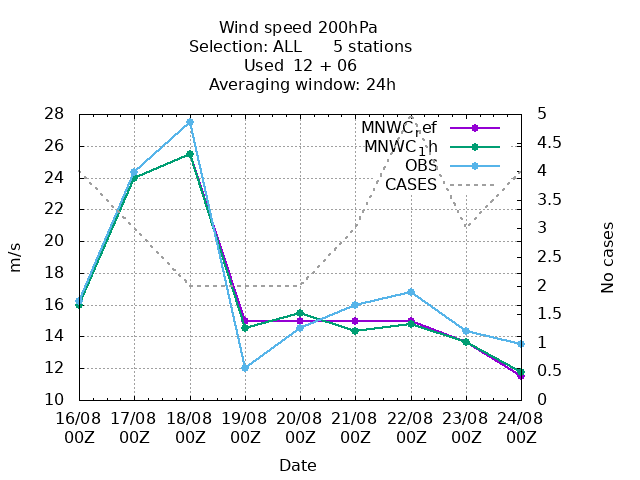 Wind speed 200hPa
Selection: ALL 5 stations
Used 12 + 06
Averaging window: 24h
28
26
24
22
20
18
16
14
12
10
5
4.5
4
3.5
3
2.5
2
1.5
1
0.5
0
MNWC_ref
MNWC_1h
OBS
CASES
m/s
No cases
16/08 17/08 18/08 19/08 20/08 21/08 22/08 23/08 24/08
00Z 00Z 00Z 00Z 00Z 00Z 00Z 00Z 00Z
Date